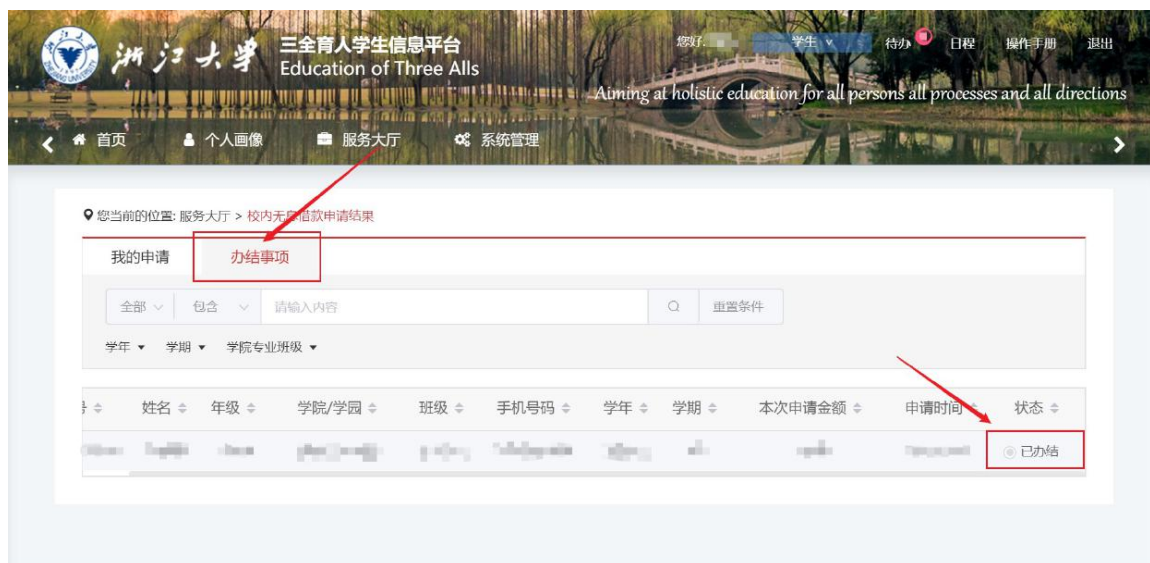 浙江大学
三全育人学生信息平台
Education of Three Alls
您好. 学生 待办 日程 操作手册 退出
Aiming at holistic education for all persons all processes and all directions
首页 个人画像 服务大厅 系统管理
您当前的位置: 服务大厅 > 校内无息借款申请结果
我的申请 办结事项
全部 包含 请输入内容 重置条件
学年 学期 学院专业班级
姓名 年级 学院/学园 班级 手机号码 学年 学期 本次申请金额 申请时间 状态
已办结